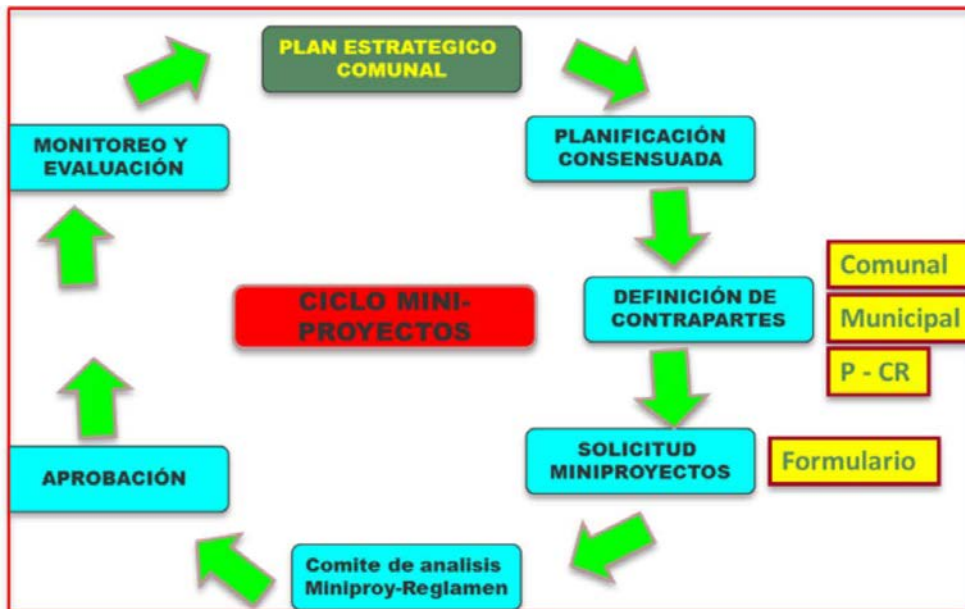 PLAN ESTRATEGICO
COMUNAL
MONITOREO Y
EVALUACIÓN
PLANIFICACIÓN
CONSENSUADA
CICLO MINI-
PROYECTOS
DEFINICIÓN DE
CONTRAPARTES
Comunal
Municipal
P - CR
APROBACIÓN
SOLICITUD
MINIPROYECTOS
Formulario
Comite de analisis
Miniproy-Reglamen